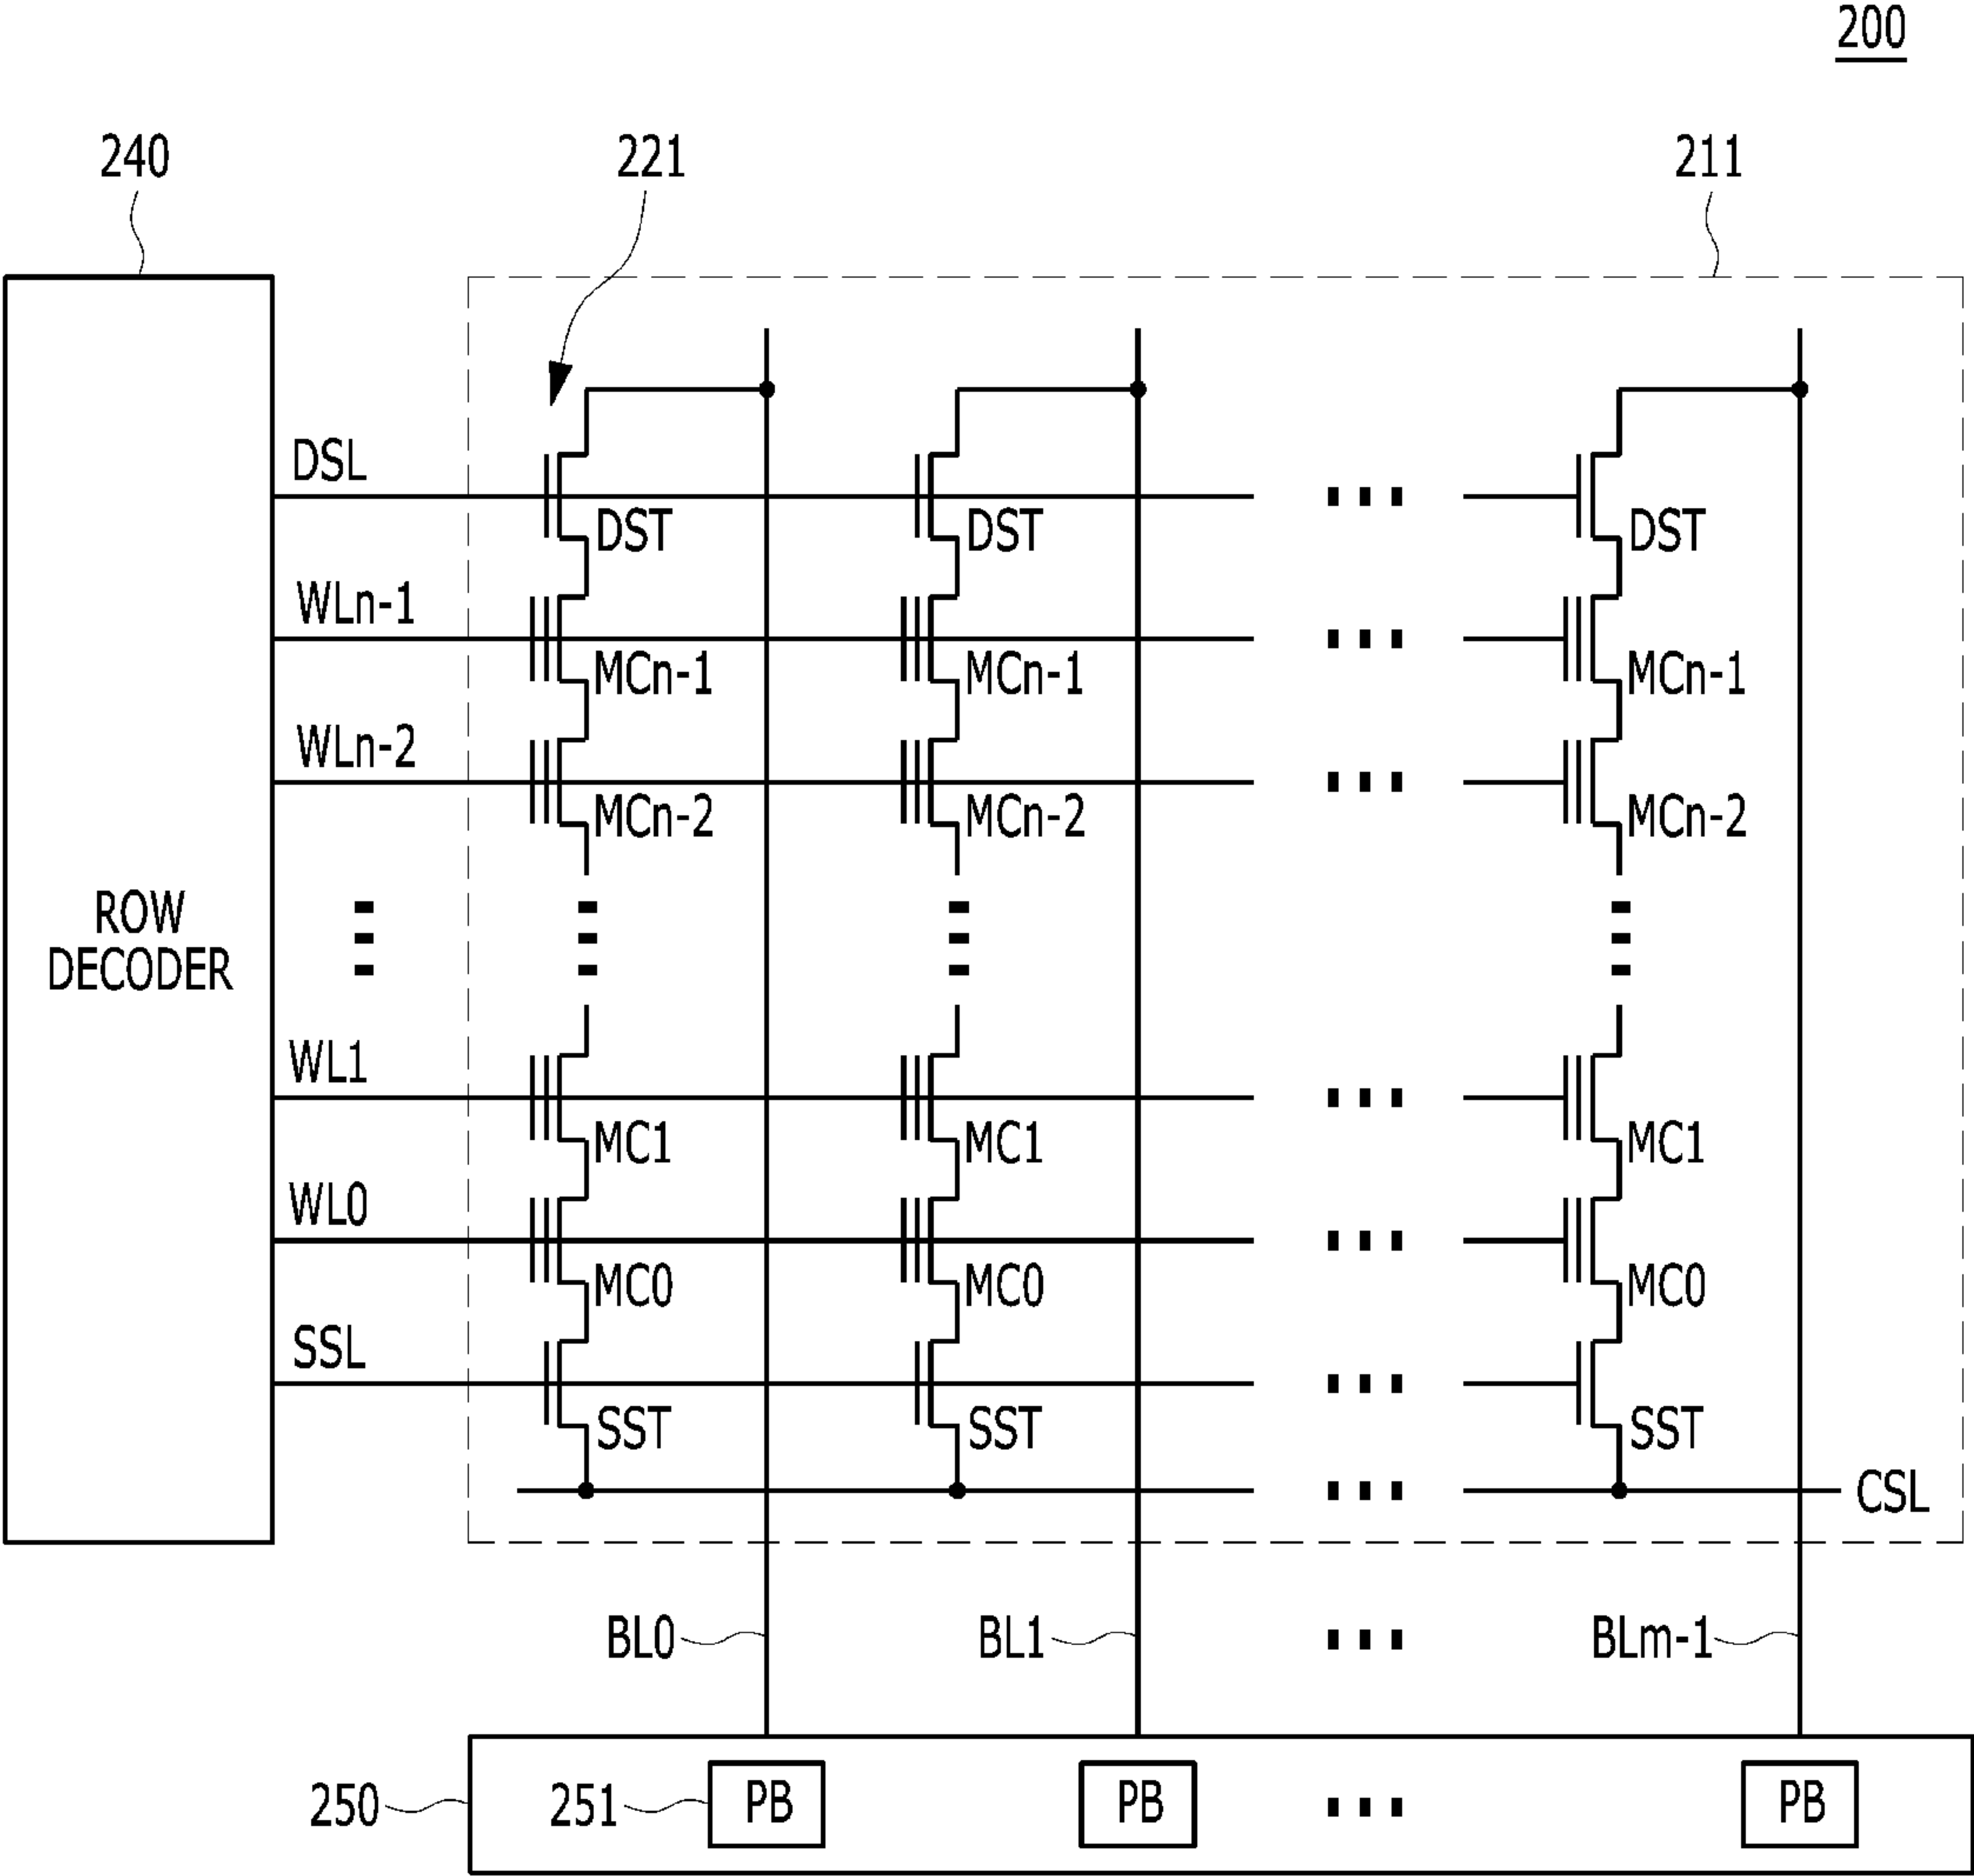 200
240
221
211
DSL
DST DST DST
WLn-1
MCn-1 MCn-1 MCn-1
WLn-2
MCn-2 MCn-2 MCn-2
ROW
DECODER
WL1
MC1 MC1 MC1
WL0
MC0 MC0 MC0
SSL
SST SST SST
CSL
BL0 BL1 BLm-1
250 251 PB PB PB